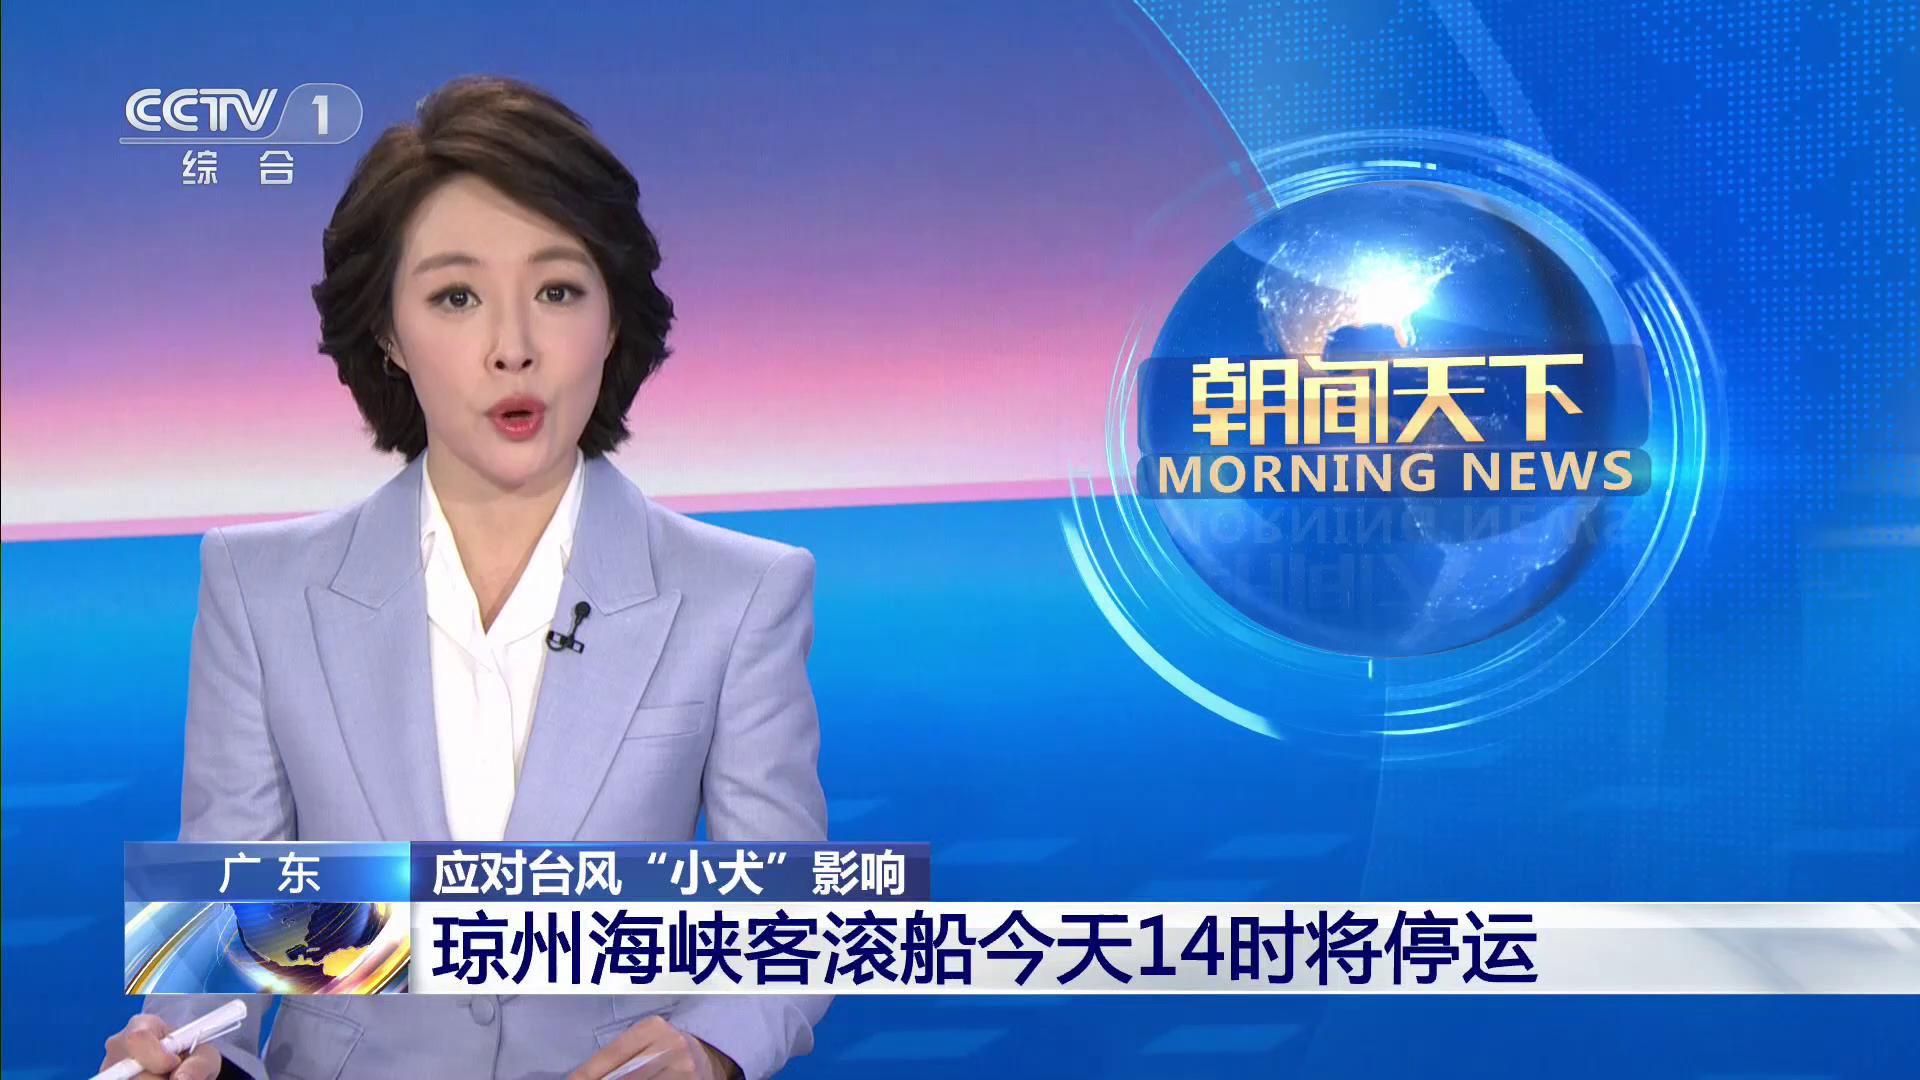 CCTV 1
综合
朝闻天下
MORNING NEWS
广东
应对台风“小犬”影响
琼州海峡客滚船今天14时将停运